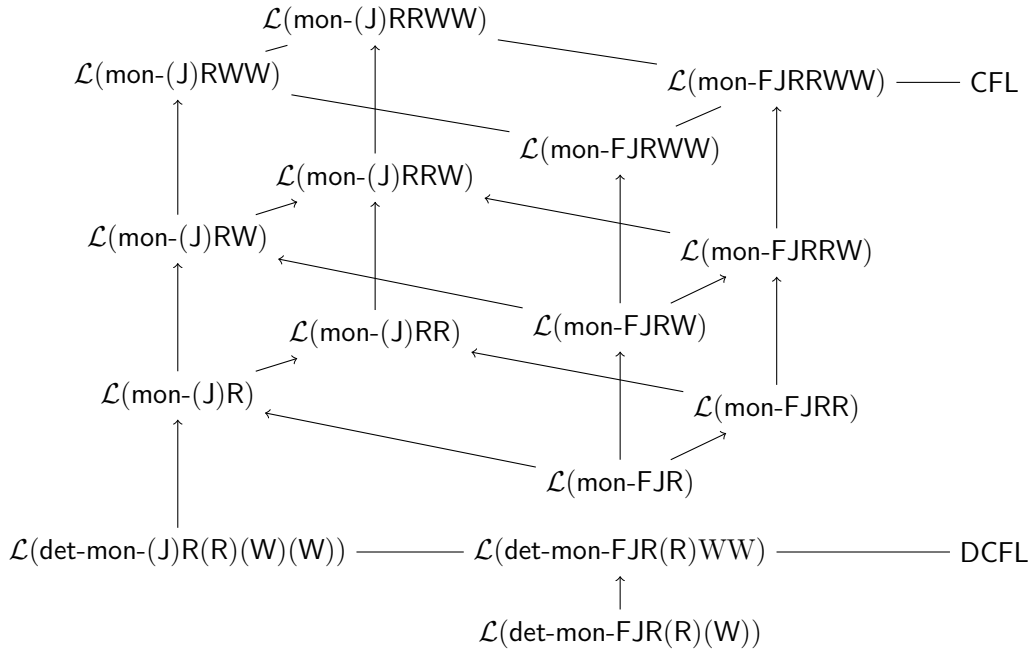 ℒ(mon-(J)RRWW)
ℒ(mon-(J)RWW)
ℒ(mon-FJRRWW) CFL
ℒ(mon-FJRWW)
ℒ(mon-(J)RRW)
ℒ(mon-(J)RW)
ℒ(mon-FJRRW)
ℒ(mon-FJRW)
ℒ(mon-(J)RR)
ℒ(mon-(J)R)
ℒ(mon-FJRR)
ℒ(mon-FJR)
ℒ(det-mon-(J)R(R)(W)(W)) ℒ(det-mon-FJR(R)WW) DCFL
ℒ(det-mon-FJR(R)(W))